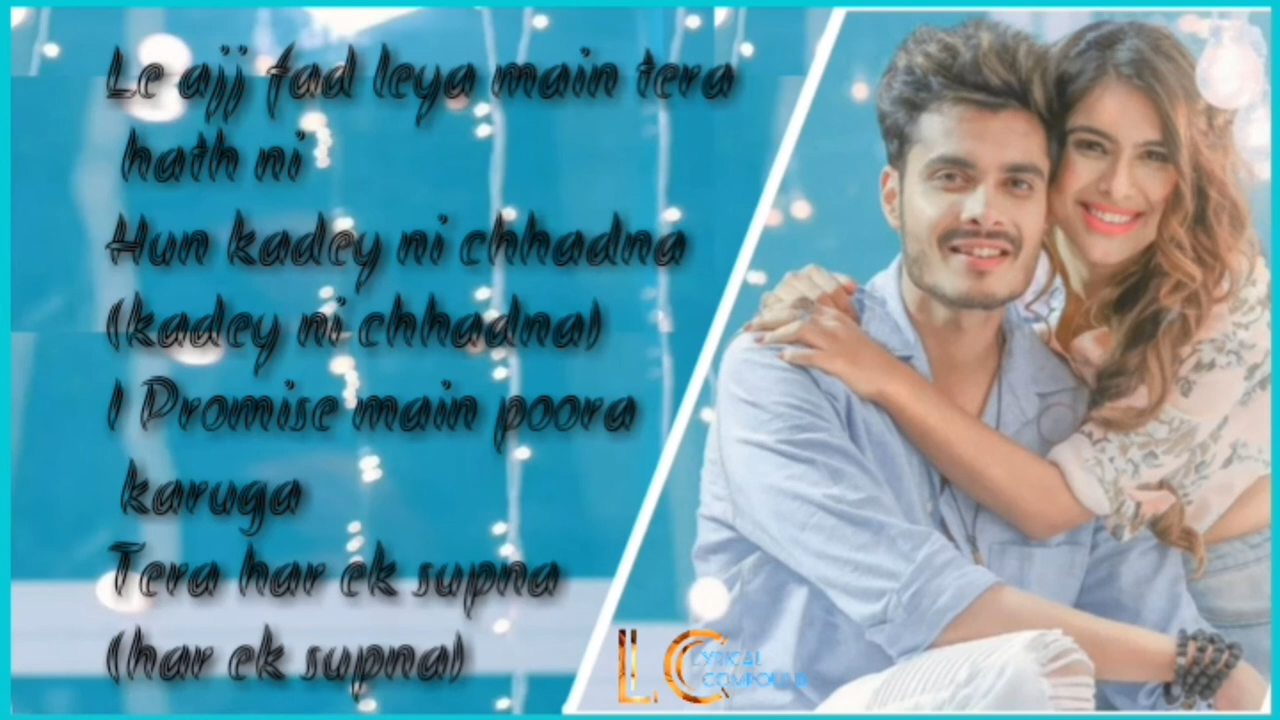 Le ajj fad leya main tera
hath ni
Hun kadey ni chhadna
(kadey ni chhadna)
I Promise main poora
karuga
Tera har ek supna
(har ek supna)
LC
LYRICAL